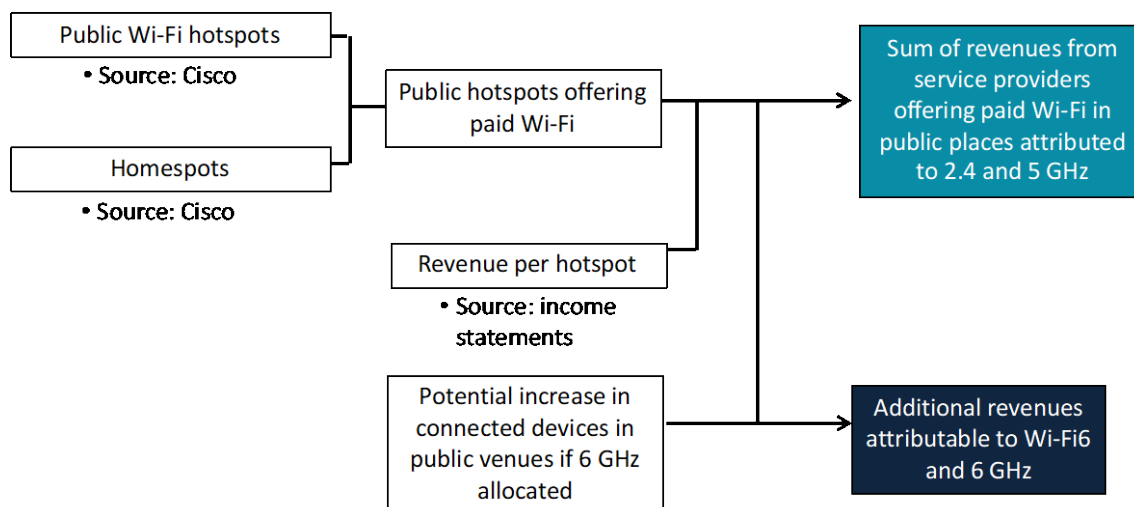 Public Wi-Fi hotspots
• Source: Cisco
Homespots
• Source: Cisco
Public hotspots offering
paid Wi-Fi
Revenue per hotspot
• Source: income
statements
Potential increase in
connected devices in
public venues if 6 GHz
allocated
Sum of revenues from
service providers
offering paid Wi-Fi in
public places attributed
to 2.4 and 5 GHz
Additional revenues
attributable to Wi-Fi6
and 6 GHz